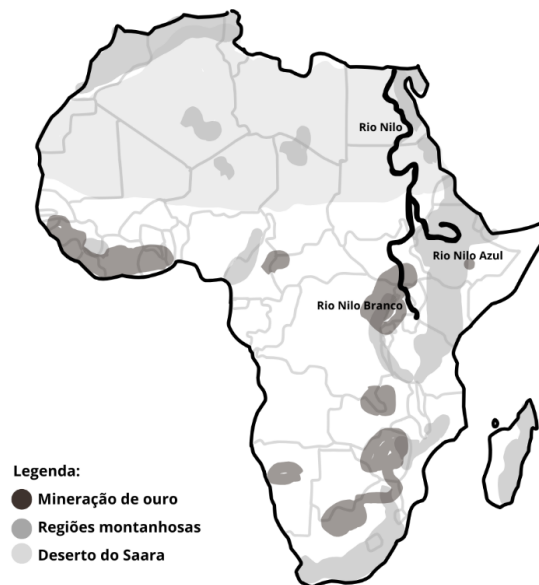 Rio Nilo
Rio Nilo Azul
Rio Nilo Branco
Legenda:
Mineração de ouro
Regiões montanhosas
Deserto do Saara